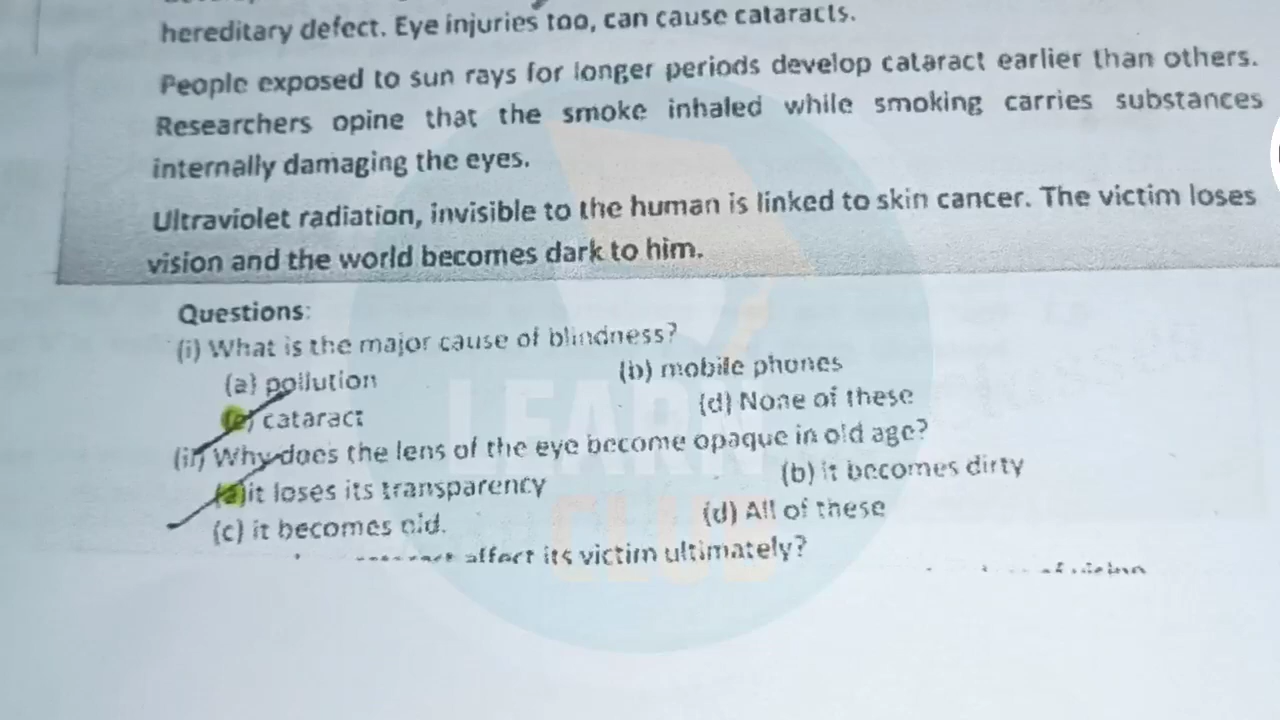 hereditary defect. Eye injuries too, can cause cataracts.
People exposed to sun rays for longer periods develop cataract earlier than others.
Researchers opine that the smoke inhaled while smoking carries substances
internally damaging the eyes.
Ultraviolet radiation, invisible to the human is linked to skin cancer. The victim loses
vision and the world becomes dark to him.
Questions:
(i) What is the major cause of blindness?
(a) pollution (b) mobile phones
(c) cataract (d) None of these
(ii) Why does the lens of the eye become opaque in old age?
(a) it loses its transparency (b) it becomes dirty
(c) it becomes old. (d) All of these
affect its victim ultimately?
of vision
LEARN
CLUB